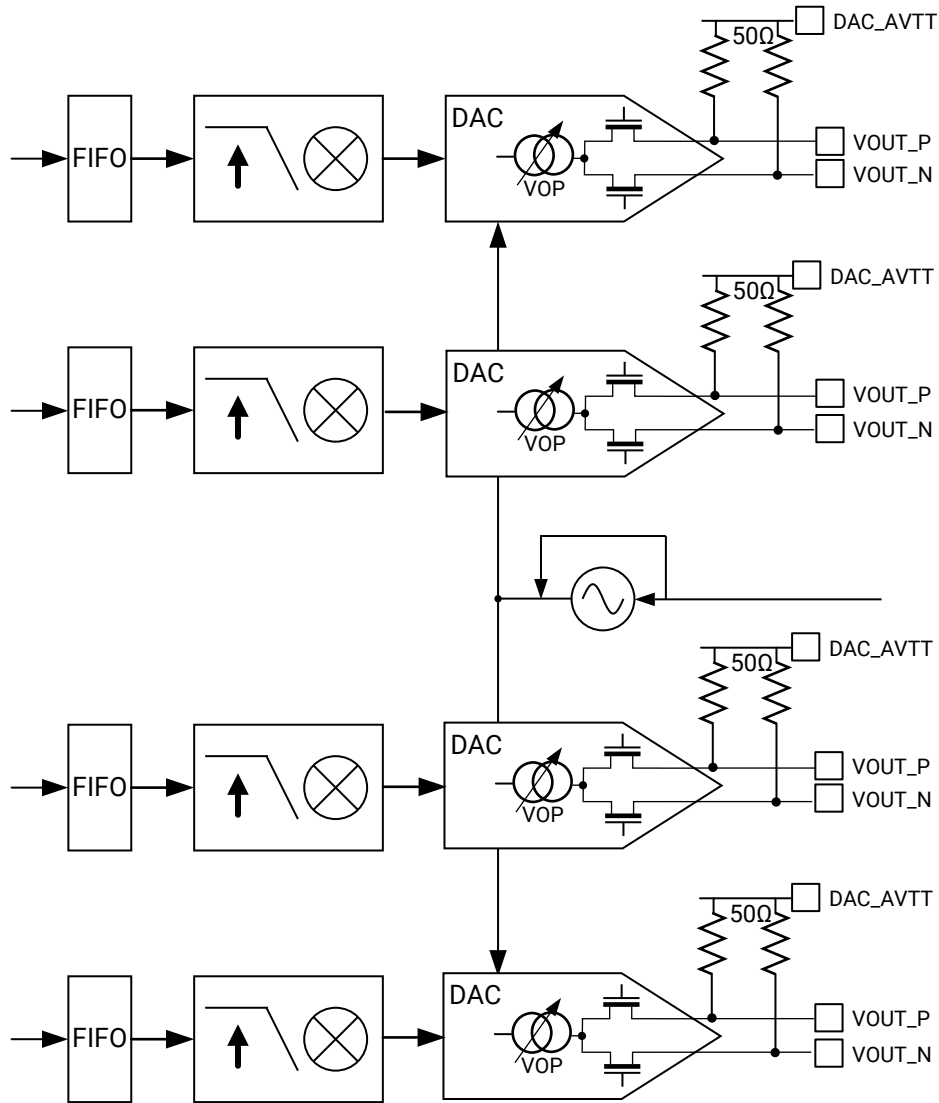 DAC_AVTT
50Ω
DAC
FIFO
VOP
VOUT_P
VOUT_N
DAC_AVTT
50Ω
DAC
FIFO
VOP
VOUT_P
VOUT_N
DAC_AVTT
50Ω
DAC
FIFO
VOP
VOUT_P
VOUT_N
DAC_AVTT
50Ω
DAC
FIFO
VOP
VOUT_P
VOUT_N